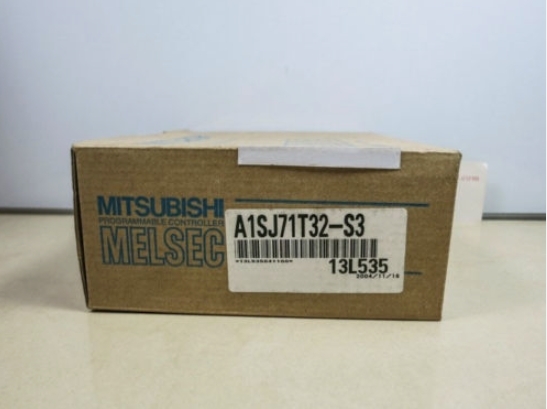 MITSUBISHI
PROGRAMMABLE CONTROLLER
MELSEC
A1SJ71T32-S3
13L535
2004/11/18